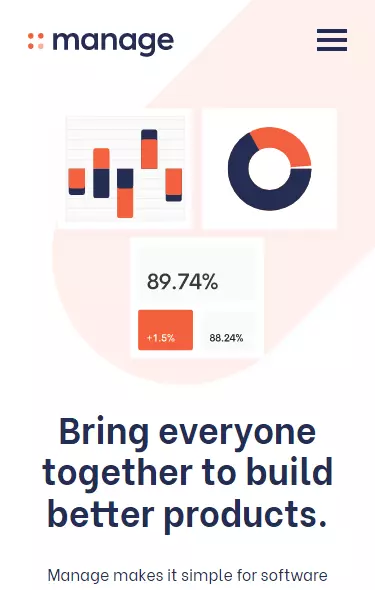 manage
89.74%
+1.5%
88.24%
Bring everyone
together to build
better products.
Manage makes it simple for software